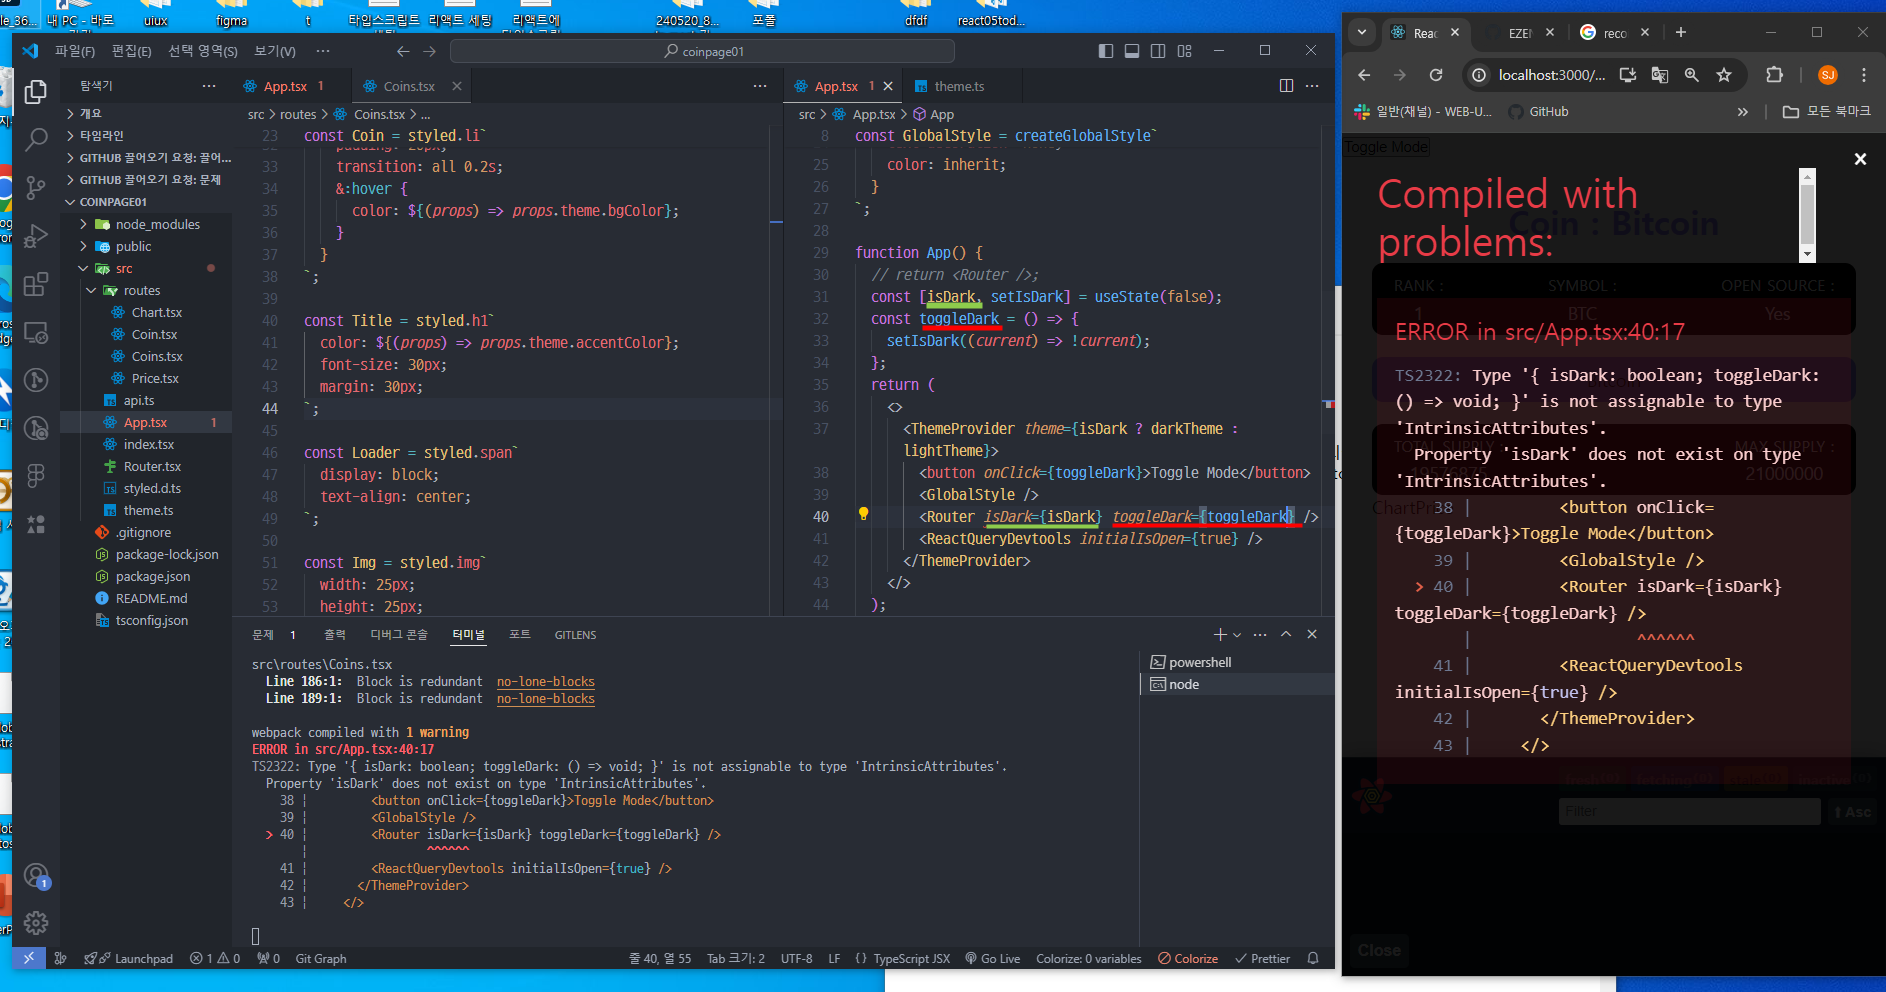 내 PC - 바로
uiux
figma
t
타입스크립트
리액트 세팅
리액트에
240520_8...
포폴
dfdf
react05tod...
파일(F) 편집(E) 선택 영역(S) 보기(V) ···
coinpage01
탐색기 ···
개요
타임라인
GITHUB 끌어오기 요청: 끌어...
GITHUB 끌어오기 요청: 문제
COINPAGE01
node_modules
public
src
routes
Chart.tsx
Coin.tsx
Coins.tsx
Price.tsx
api.ts
App.tsx 1
index.tsx
Router.tsx
styled.d.ts
theme.ts
.gitignore
package-lock.json
package.json
README.md
tsconfig.json
App.tsx 1 Coins.tsx ···
src > routes > Coins.tsx > ...
23 const Coin = styled.li`
33 transition: all 0.2s;
34 &:hover {
35 color: ${(props) => props.theme.bgColor};
36 }
37 }
38 `;
39
40 const Title = styled.h1`
41 color: ${(props) => props.theme.accentColor};
42 font-size: 30px;
43 margin: 30px;
44 `;
45
46 const Loader = styled.span`
47 display: block;
48 text-align: center;
49 `;
50
51 const Img = styled.img`
52 width: 25px;
53 height: 25px;
App.tsx 1 theme.ts ···
src > App.tsx > App
8 const GlobalStyle = createGlobalStyle`
25 color: inherit;
26 }
27 `;
28
29 function App() {
30 // return <Router />;
31 const [isDark, setIsDark] = useState(false);
32 const toggleDark = () => {
33 setIsDark((current) => !current);
34 };
35 return (
36 <>
37 <ThemeProvider theme={isDark ? darkTheme :
lightTheme}>
38 <button onClick={toggleDark}>Toggle Mode</button>
39 <GlobalStyle />
40 <Router isDark={isDark} toggleDark={toggleDark} />
41 <ReactQueryDevtools initialIsOpen={true} />
42 </ThemeProvider>
43 </>
44 );
문제 1 출력 디버그 콘솔 터미널 포트 GITLENS
src\routes\Coins.tsx
Line 186:1: Block is redundant no-lone-blocks
Line 189:1: Block is redundant no-lone-blocks
webpack compiled with 1 warning
ERROR in src/App.tsx:40:17
TS2322: Type '{ isDark: boolean; toggleDark: () => void; }' is not assignable to type 'IntrinsicAttributes'.
Property 'isDark' does not exist on type 'IntrinsicAttributes'.
38 | <button onClick={toggleDark}>Toggle Mode</button>
39 | <GlobalStyle />
> 40 | <Router isDark={isDark} toggleDark={toggleDark} />
| ^^^^^^
41 | <ReactQueryDevtools initialIsOpen={true} />
42 | </ThemeProvider>
43 | </>
powershell
node
1
Launchpad 1 0 0 Git Graph 줄 40, 열 55 Tab 크기: 2 UTF-8 LF {} TypeScript JSX Go Live Colorize: 0 variables Colorize Prettier
Reac EZEN reco
localhost:3000/... SJ
일반(채널) - WEB-U... GitHub » 모든 북마크
Toggle Mode
Compiled with
problems:
Coin : Bitcoin
RANK : SYMBOL : OPEN SOURCE :
1 BTC Yes
ERROR in src/App.tsx:40:17
TS2322: Type '{ isDark: boolean; toggleDark:
() => void; }' is not assignable to type
'IntrinsicAttributes'.
TOTAL SUPPLY : MAX SUPPLY :
Property 'isDark' does not exist on type
19576875 21000000
'IntrinsicAttributes'.
38 | <button onClick=
{toggleDark}>Toggle Mode</button>
39 | <GlobalStyle />
> 40 | <Router isDark={isDark}
toggleDark={toggleDark} />
| ^^^^^^
41 | <ReactQueryDevtools
initialIsOpen={true} />
42 | </ThemeProvider>
43 | </>
Filter
Asc
Close